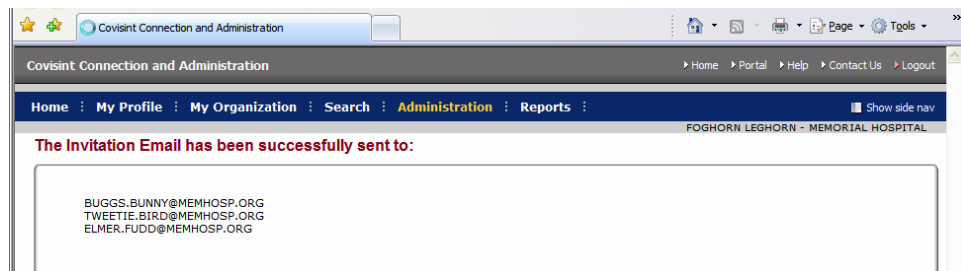 Covisint Connection and Administration
Page Tools »
Covisint Connection and Administration Home Portal Help Contact Us Logout
Home My Profile My Organization Search Administration Reports Show side nav
FOGHORN LEGHORN - MEMORIAL HOSPITAL
The Invitation Email has been successfully sent to:
BUGGS.BUNNY@MEMHOSP.ORG
TWEETIE.BIRD@MEMHOSP.ORG
ELMER.FUDD@MEMHOSP.ORG